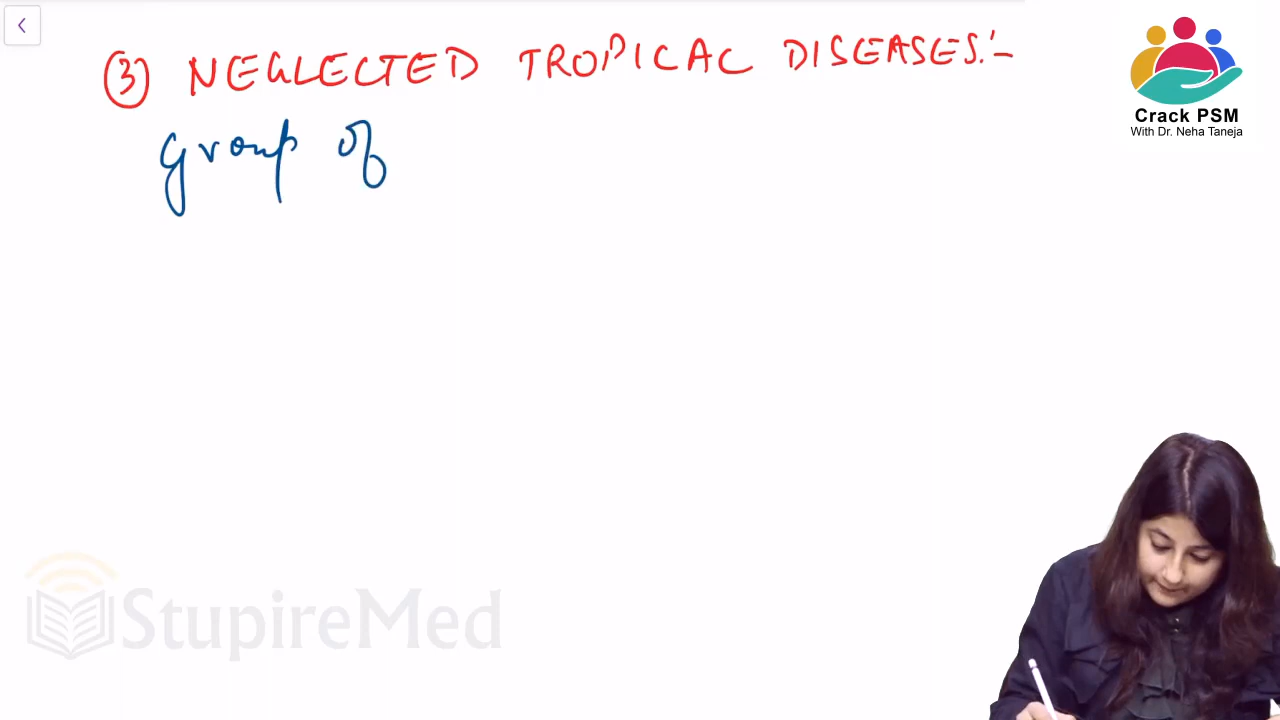 ③ NEGLECTED TROPICAL DISEASES:-
Group of
Crack PSM
With Dr. Neha Taneja
StupireMed